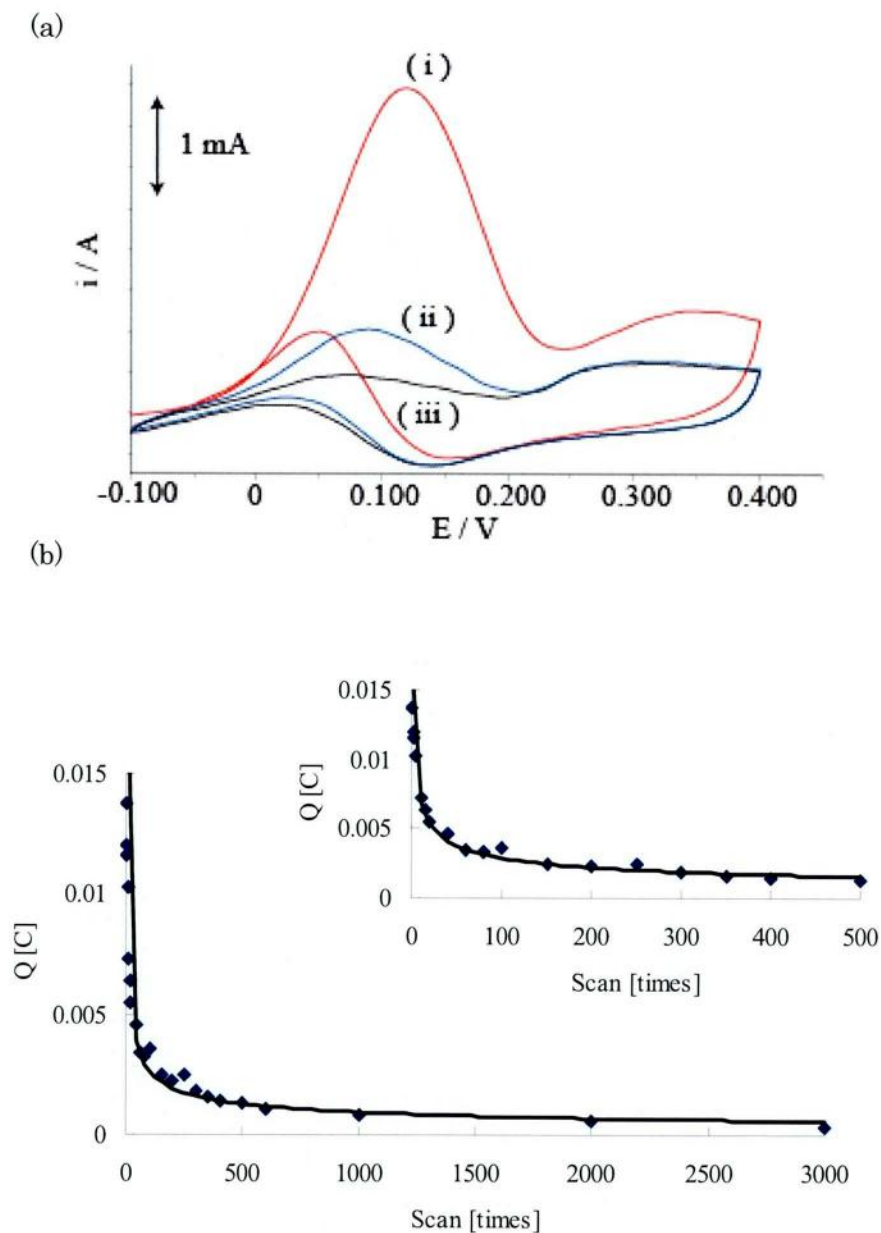 (a)
( i )
1 mA
i / A
( ii )
( iii )
-0.100 0 0.100 0.200 0.300 0.400
E / V
(b)
0.015
0.01
0.005
0
Q [C]
0 100 200 300 400 500
Scan [times]
0.015
0.01
0.005
0
Q [C]
0 500 1000 1500 2000 2500 3000
Scan [times]